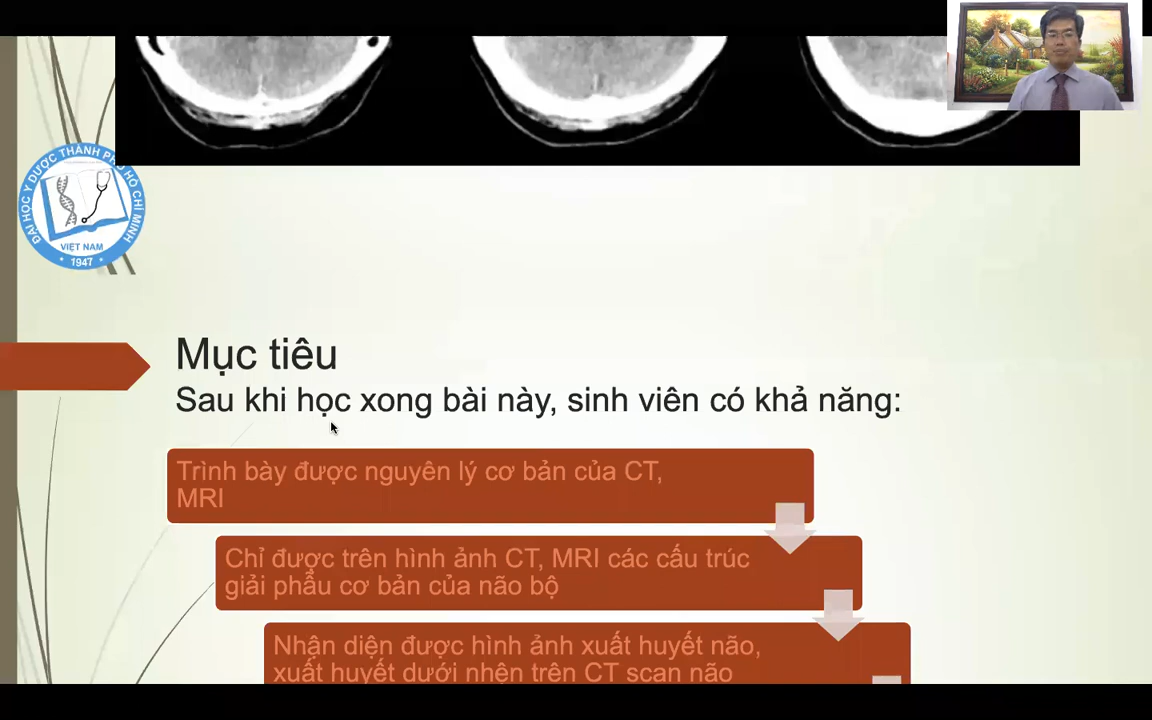 ĐẠI HỌC Y DƯỢC THÀNH PHỐ HỒ CHÍ MINH
VIỆT NAM
1947
Mục tiêu
Sau khi học xong bài này, sinh viên có khả năng:
Trình bày được nguyên lý cơ bản của CT,
MRI
Chỉ được trên hình ảnh CT, MRI các cấu trúc
giải phẫu cơ bản của não bộ
Nhận diện được hình ảnh xuất huyết não,
xuất huyết dưới nhện trên CT scan não